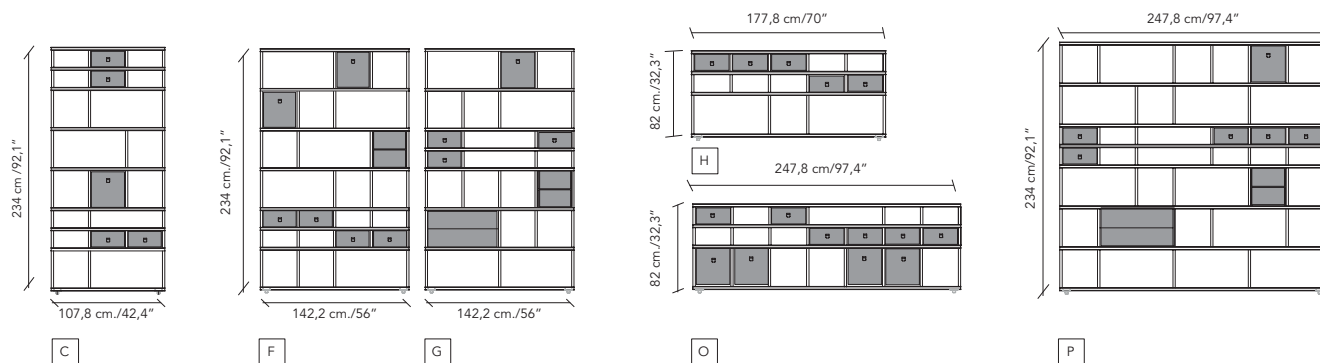 234 cm /92,1”
107,8 cm./42,4”
C
234 cm./92,1”
142,2 cm./56”
F
142,2 cm./56”
G
177,8 cm/70”
82 cm./32,3”
H
247,8 cm/97,4”
82 cm./32,3”
O
247,8 cm/97,4”
234 cm/92,1”
P